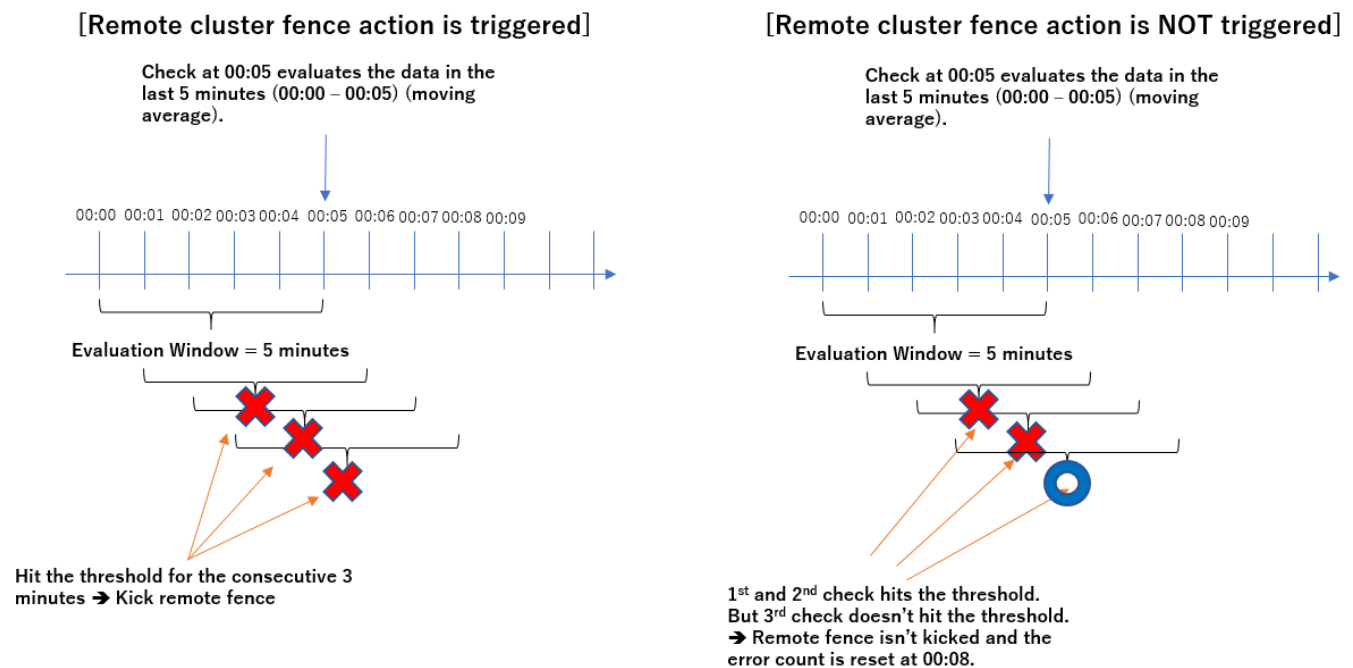 [Remote cluster fence action is triggered]
Check at 00:05 evaluates the data in the
last 5 minutes (00:00 – 00:05) (moving
average).
00:00 00:01 00:02 00:03 00:04 00:05 00:06 00:07 00:08 00:09
Evaluation Window = 5 minutes
Hit the threshold for the consecutive 3
minutes ➔ Kick remote fence
[Remote cluster fence action is NOT triggered]
Check at 00:05 evaluates the data in the
last 5 minutes (00:00 – 00:05) (moving
average).
00:00 00:01 00:02 00:03 00:04 00:05 00:06 00:07 00:08 00:09
Evaluation Window = 5 minutes
1st and 2nd check hits the threshold.
But 3rd check doesn’t hit the threshold.
➔ Remote fence isn’t kicked and the
error count is reset at 00:08.